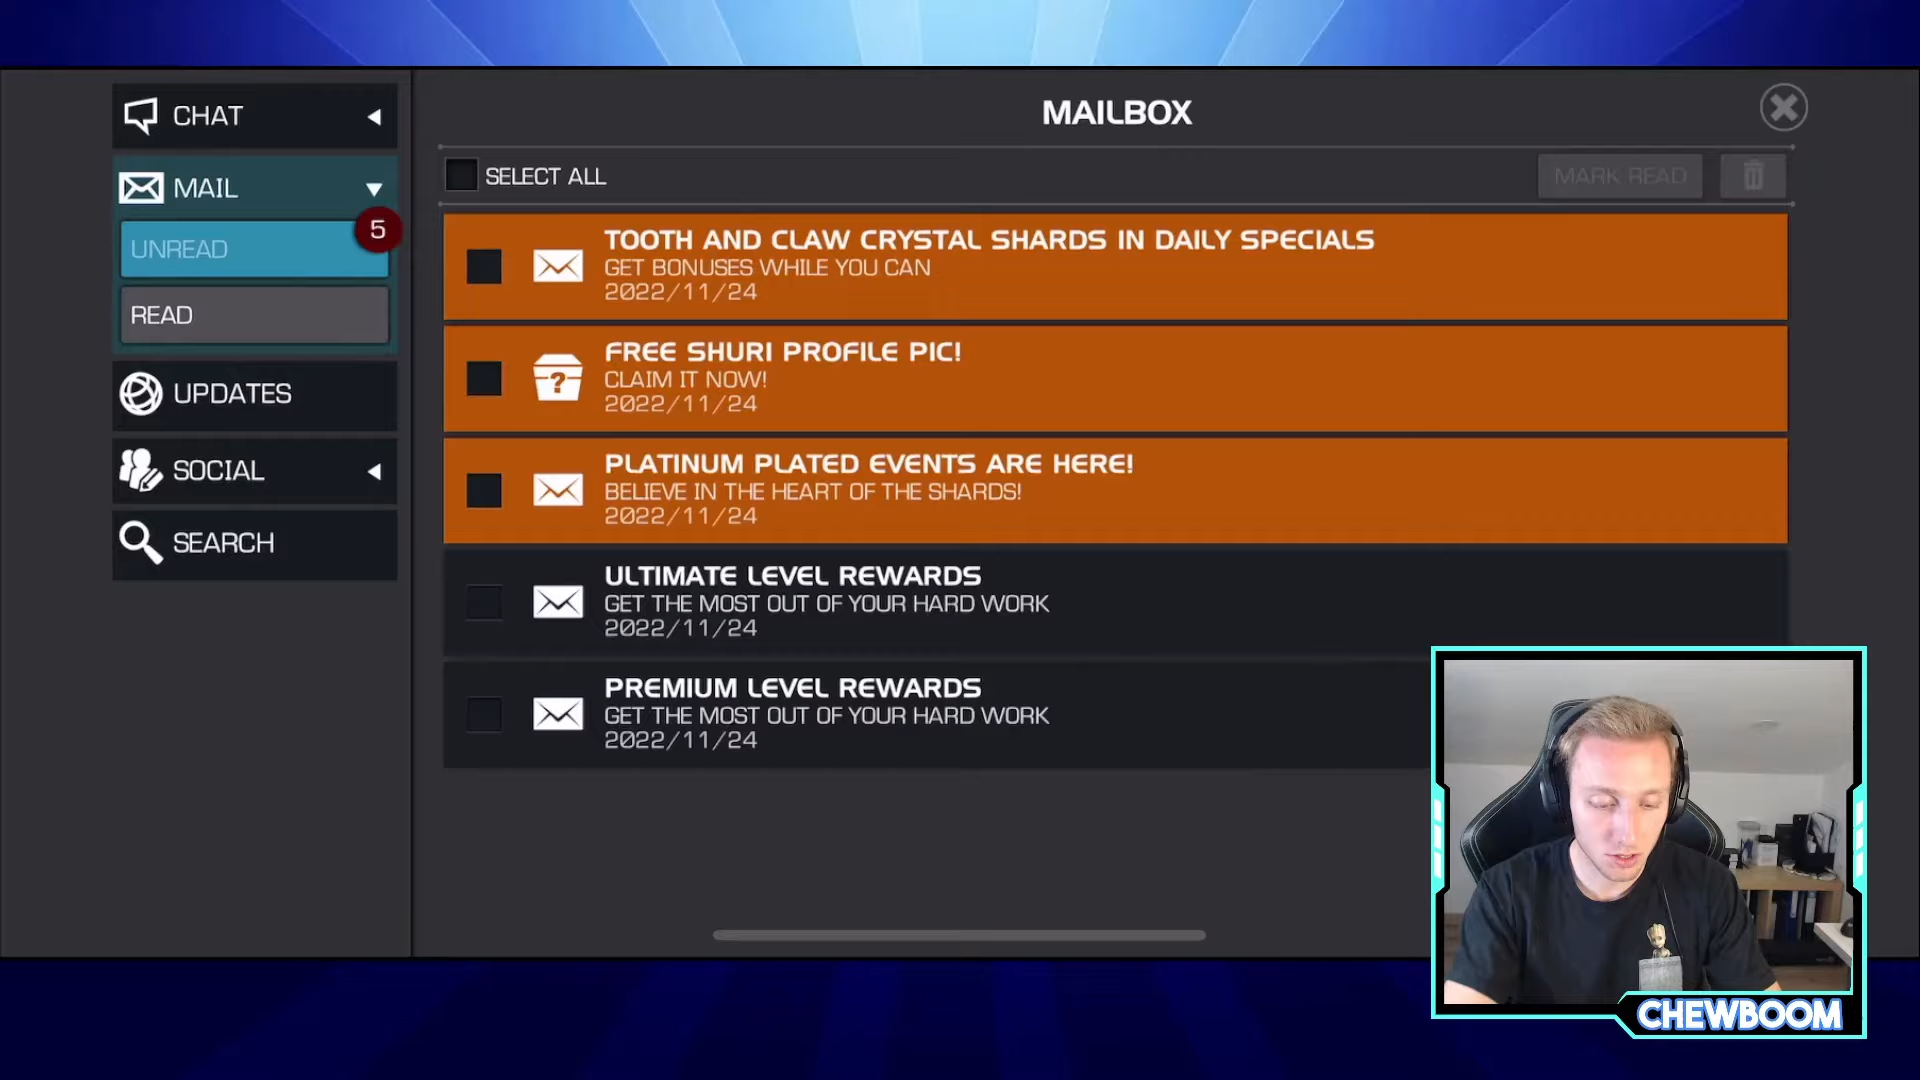 CHAT
MAIL
5
UNREAD
READ
UPDATES
SOCIAL
SEARCH
MAILBOX
SELECT ALL
MARK READ
TOOTH AND CLAW CRYSTAL SHARDS IN DAILY SPECIALS
GET BONUSES WHILE YOU CAN
2022/11/24
FREE SHURI PROFILE PIC!
CLAIM IT NOW!
2022/11/24
PLATINUM PLATED EVENTS ARE HERE!
BELIEVE IN THE HEART OF THE SHARDS!
2022/11/24
ULTIMATE LEVEL REWARDS
GET THE MOST OUT OF YOUR HARD WORK
2022/11/24
PREMIUM LEVEL REWARDS
GET THE MOST OUT OF YOUR HARD WORK
2022/11/24
CHEWBOOM